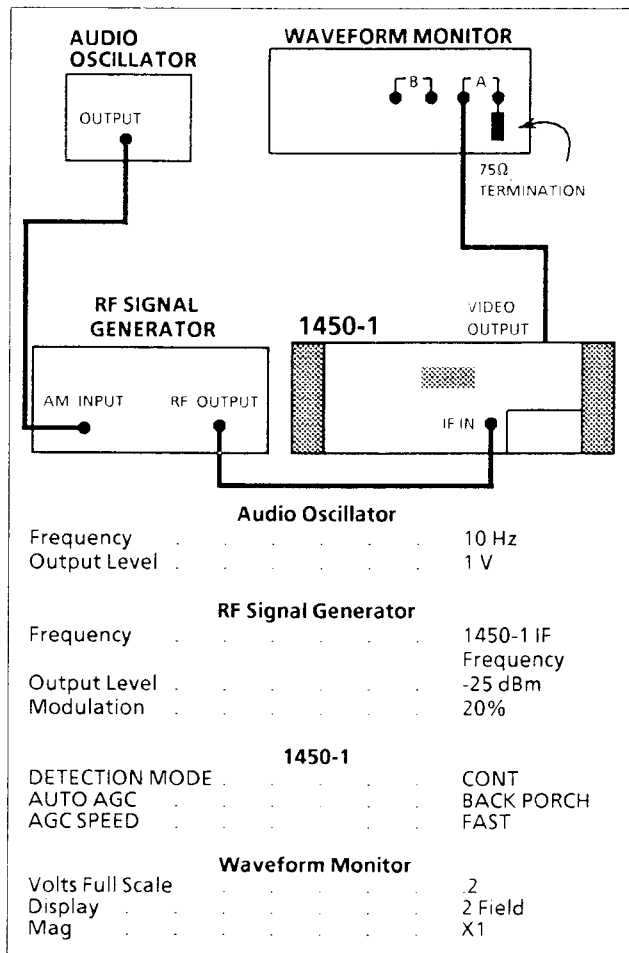 AUDIO
OSCILLATOR
WAVEFORM MONITOR
OUTPUT
B
A
75Ω
TERMINATION
RF SIGNAL
GENERATOR
1450-1
VIDEO
OUTPUT
AM INPUT
RF OUTPUT
IF IN
Audio Oscillator
Frequency . . . . . . 10 Hz
Output Level . . . . . . 1 V
RF Signal Generator
Frequency . . . . . . 1450-1 IF
Frequency
Output Level . . . . . . -25 dBm
Modulation . . . . . . 20%
1450-1
DETECTION MODE . . . . . CONT
AUTO AGC . . . . . . BACK PORCH
AGC SPEED . . . . . . FAST
Waveform Monitor
Volts Full Scale . . . . . .2
Display . . . . . . . 2 Field
Mag . . . . . . . X1